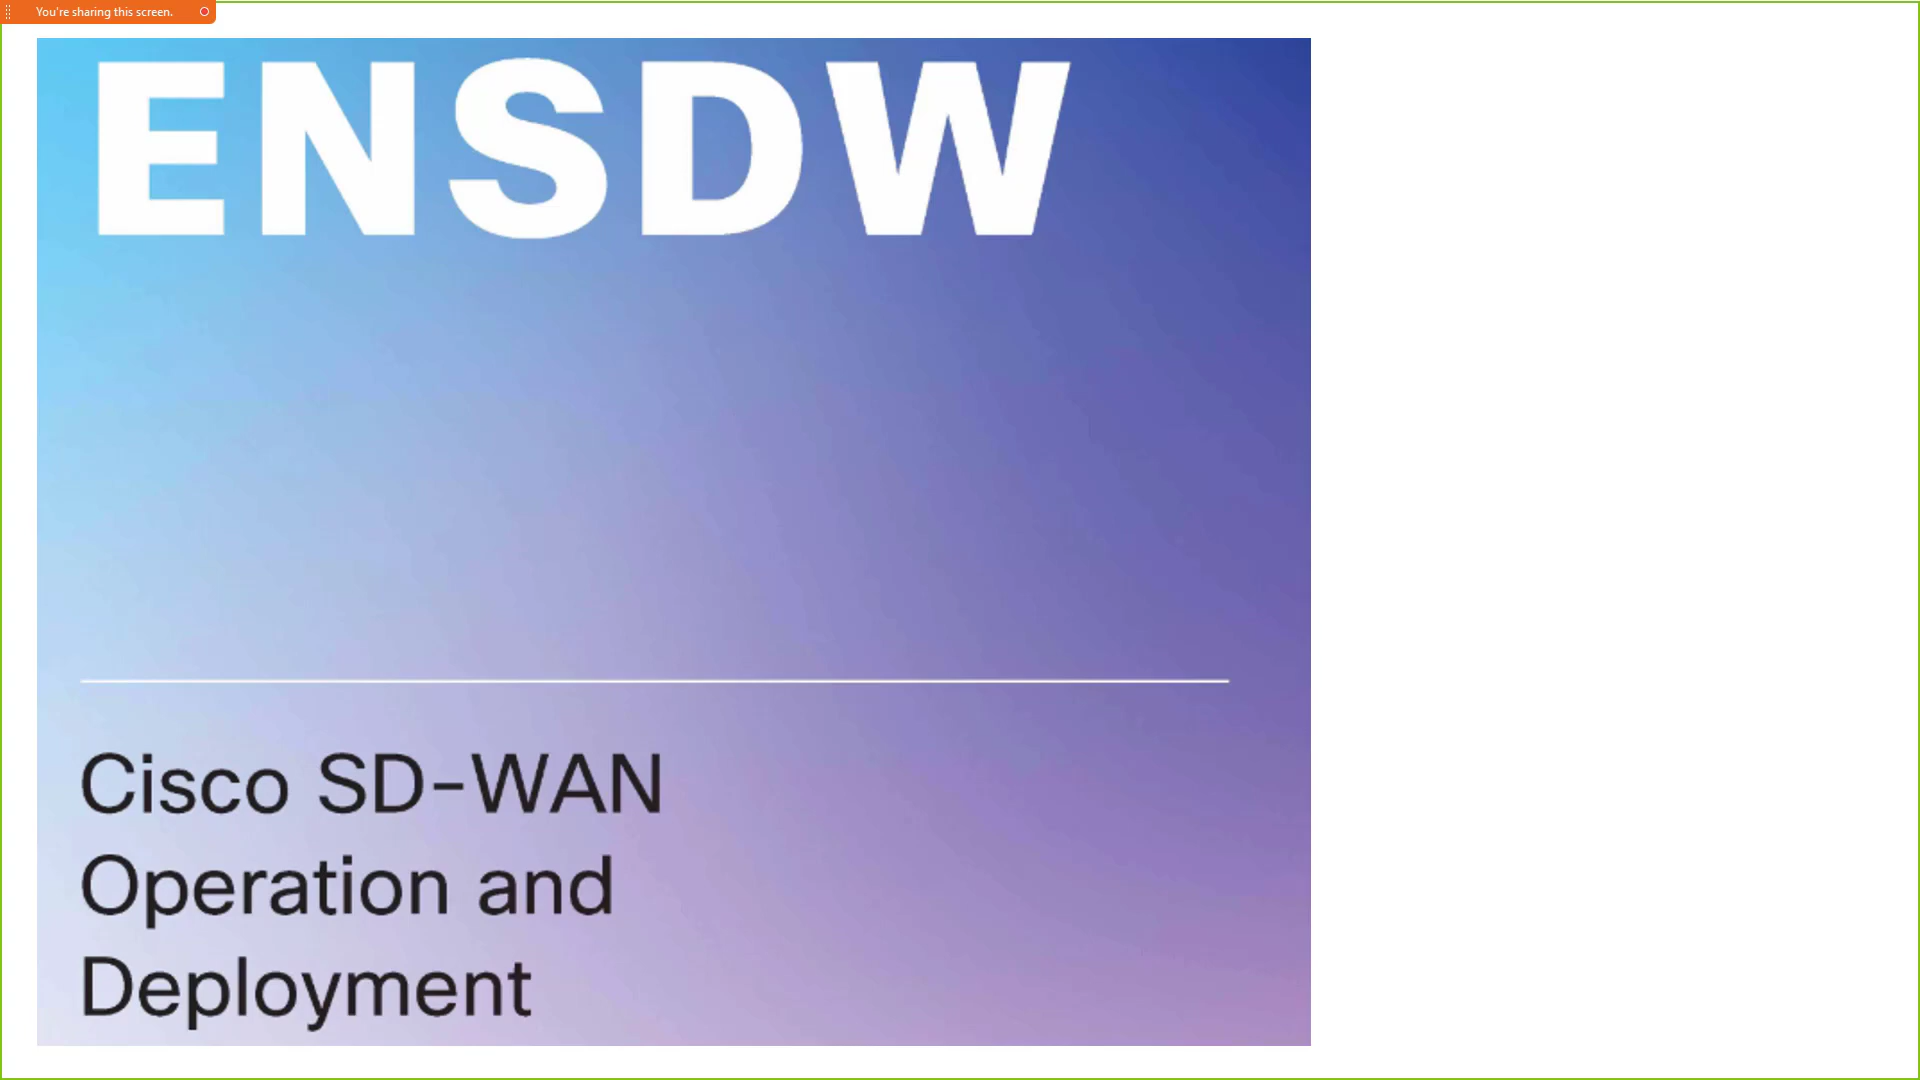 You're sharing this screen.
ENSDW
Cisco SD-WAN
Operation and
Deployment